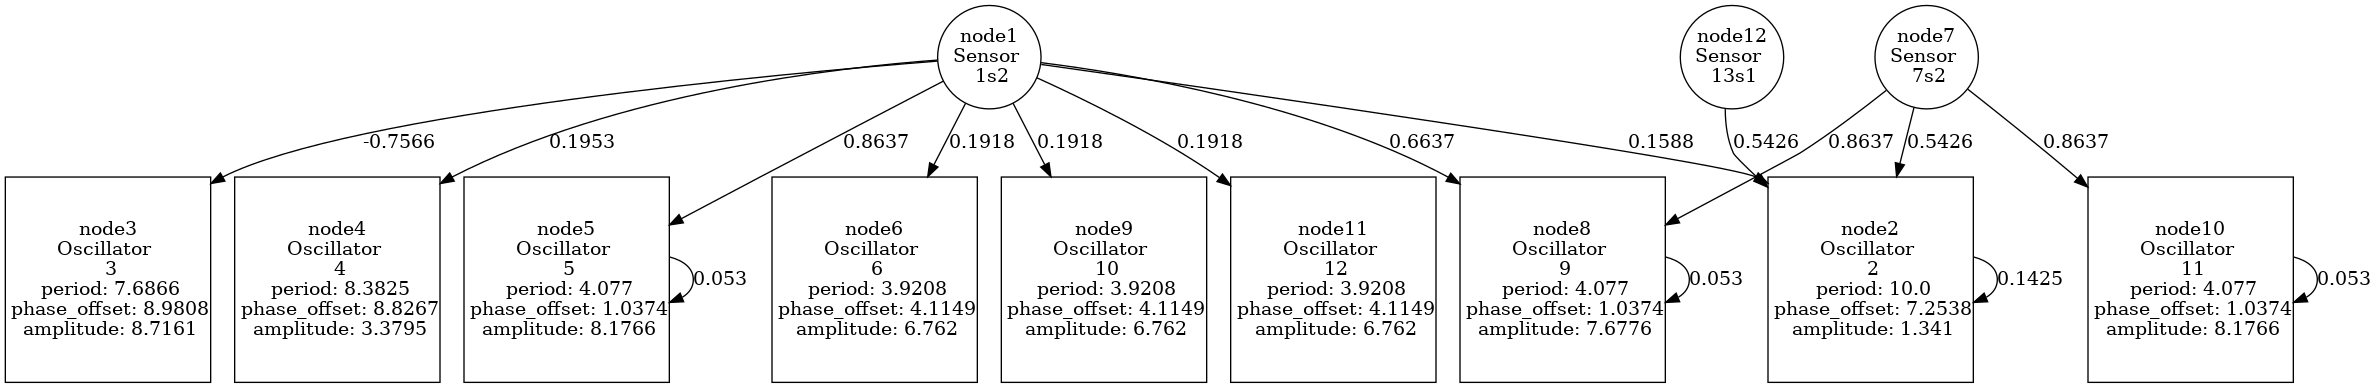 node1
Sensor
1s2
node12
Sensor
13s1
node7
Sensor
7s2
-0.7566
0.1953
0.8637
0.1918
0.1918
0.1918
0.6637
0.1588
0.5426
0.8637
0.5426
0.8637
node3
Oscillator
3
period: 7.6866
phase_offset: 8.9808
amplitude: 8.7161
node4
Oscillator
4
period: 8.3825
phase_offset: 8.8267
amplitude: 3.3795
node5
Oscillator
5
period: 4.077
phase_offset: 1.0374
amplitude: 8.1766
0.053
node6
Oscillator
6
period: 3.9208
phase_offset: 4.1149
amplitude: 6.762
node9
Oscillator
10
period: 3.9208
phase_offset: 4.1149
amplitude: 6.762
node11
Oscillator
12
period: 3.9208
phase_offset: 4.1149
amplitude: 6.762
node8
Oscillator
9
period: 4.077
phase_offset: 1.0374
amplitude: 7.6776
0.053
node2
Oscillator
2
period: 10.0
phase_offset: 7.2538
amplitude: 1.341
0.1425
node10
Oscillator
11
period: 4.077
phase_offset: 1.0374
amplitude: 8.1766
0.053